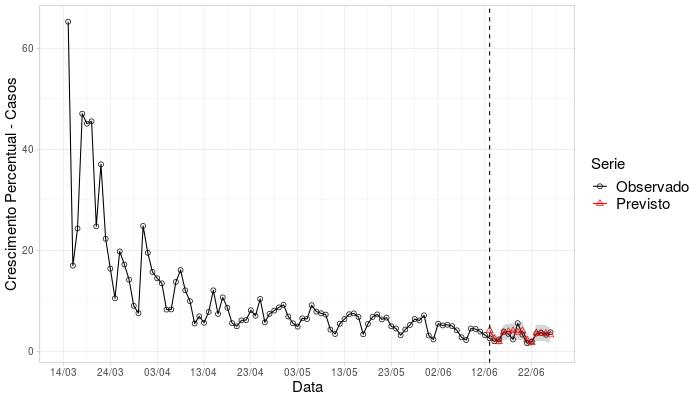 Crescimento Percentual - Casos
60
40
20
0
14/03 24/03 03/04 13/04 23/04 03/05 13/05 23/05 02/06 12/06 22/06
Data
Serie
Observado
Previsto